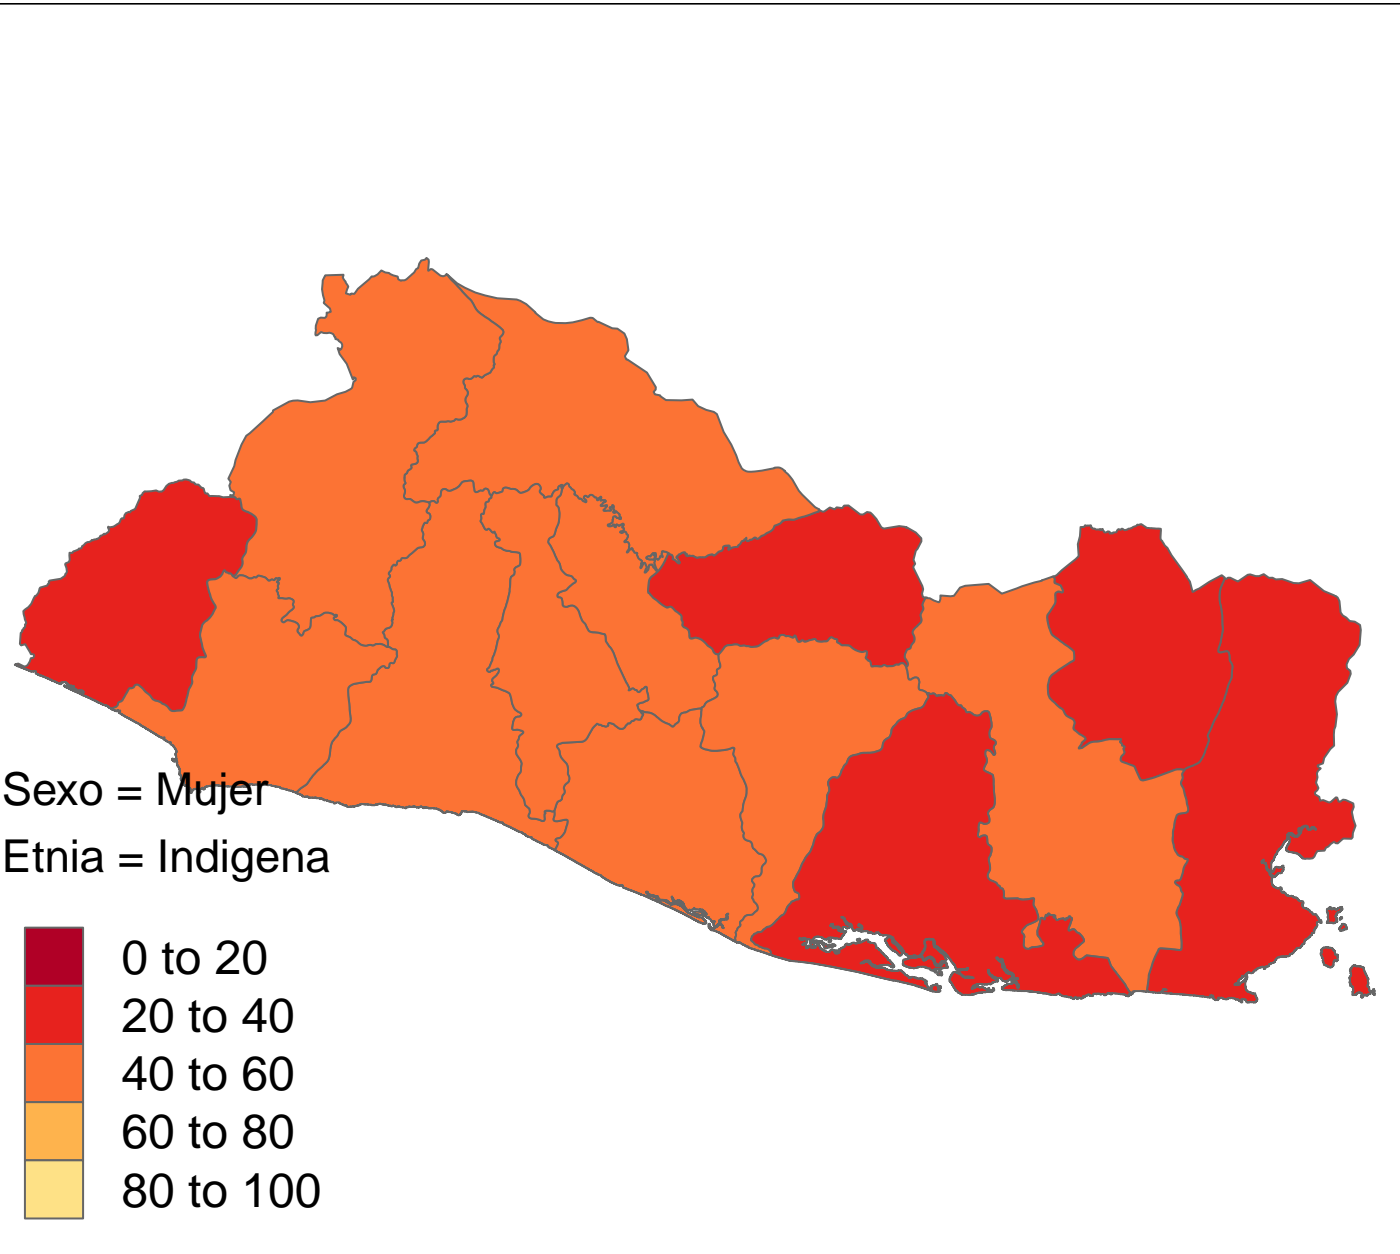 Sexo = Mujer
Etnia = Indigena
0 to 20
20 to 40
40 to 60
60 to 80
80 to 100